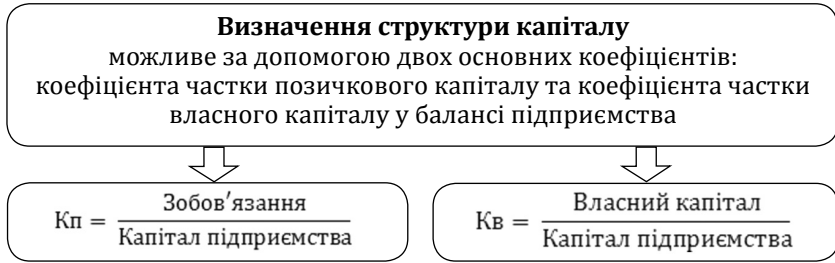 Визначення структури капіталу
можливе за допомогою двох основних коефіцієнтів:
коефіцієнта частки позичкового капіталу та коефіцієнта частки
власного капіталу у балансі підприємства
Кп = Зобов′язання / Капітал підприємства
Кв = Власний капітал / Капітал підприємства